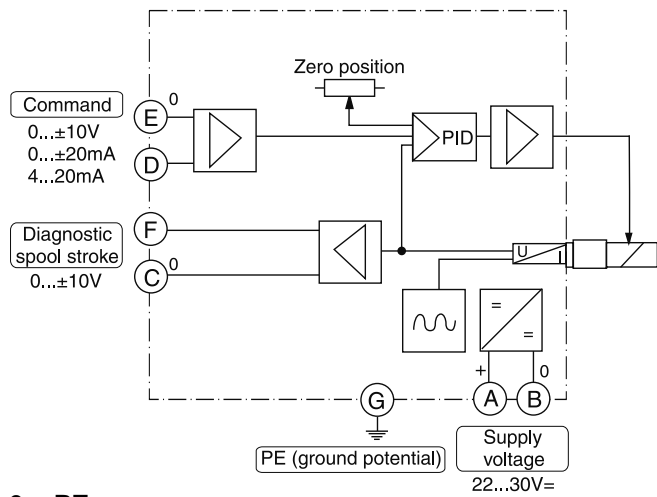 Zero position
Command
E
0
0...±10V
0...±20mA
4...20mA
D
PID
F
Diagnostic
spool stroke
0...±10V
C
0
U
I
=
=
+
0
G
A
B
PE (ground potential)
Supply
voltage
22...30V=